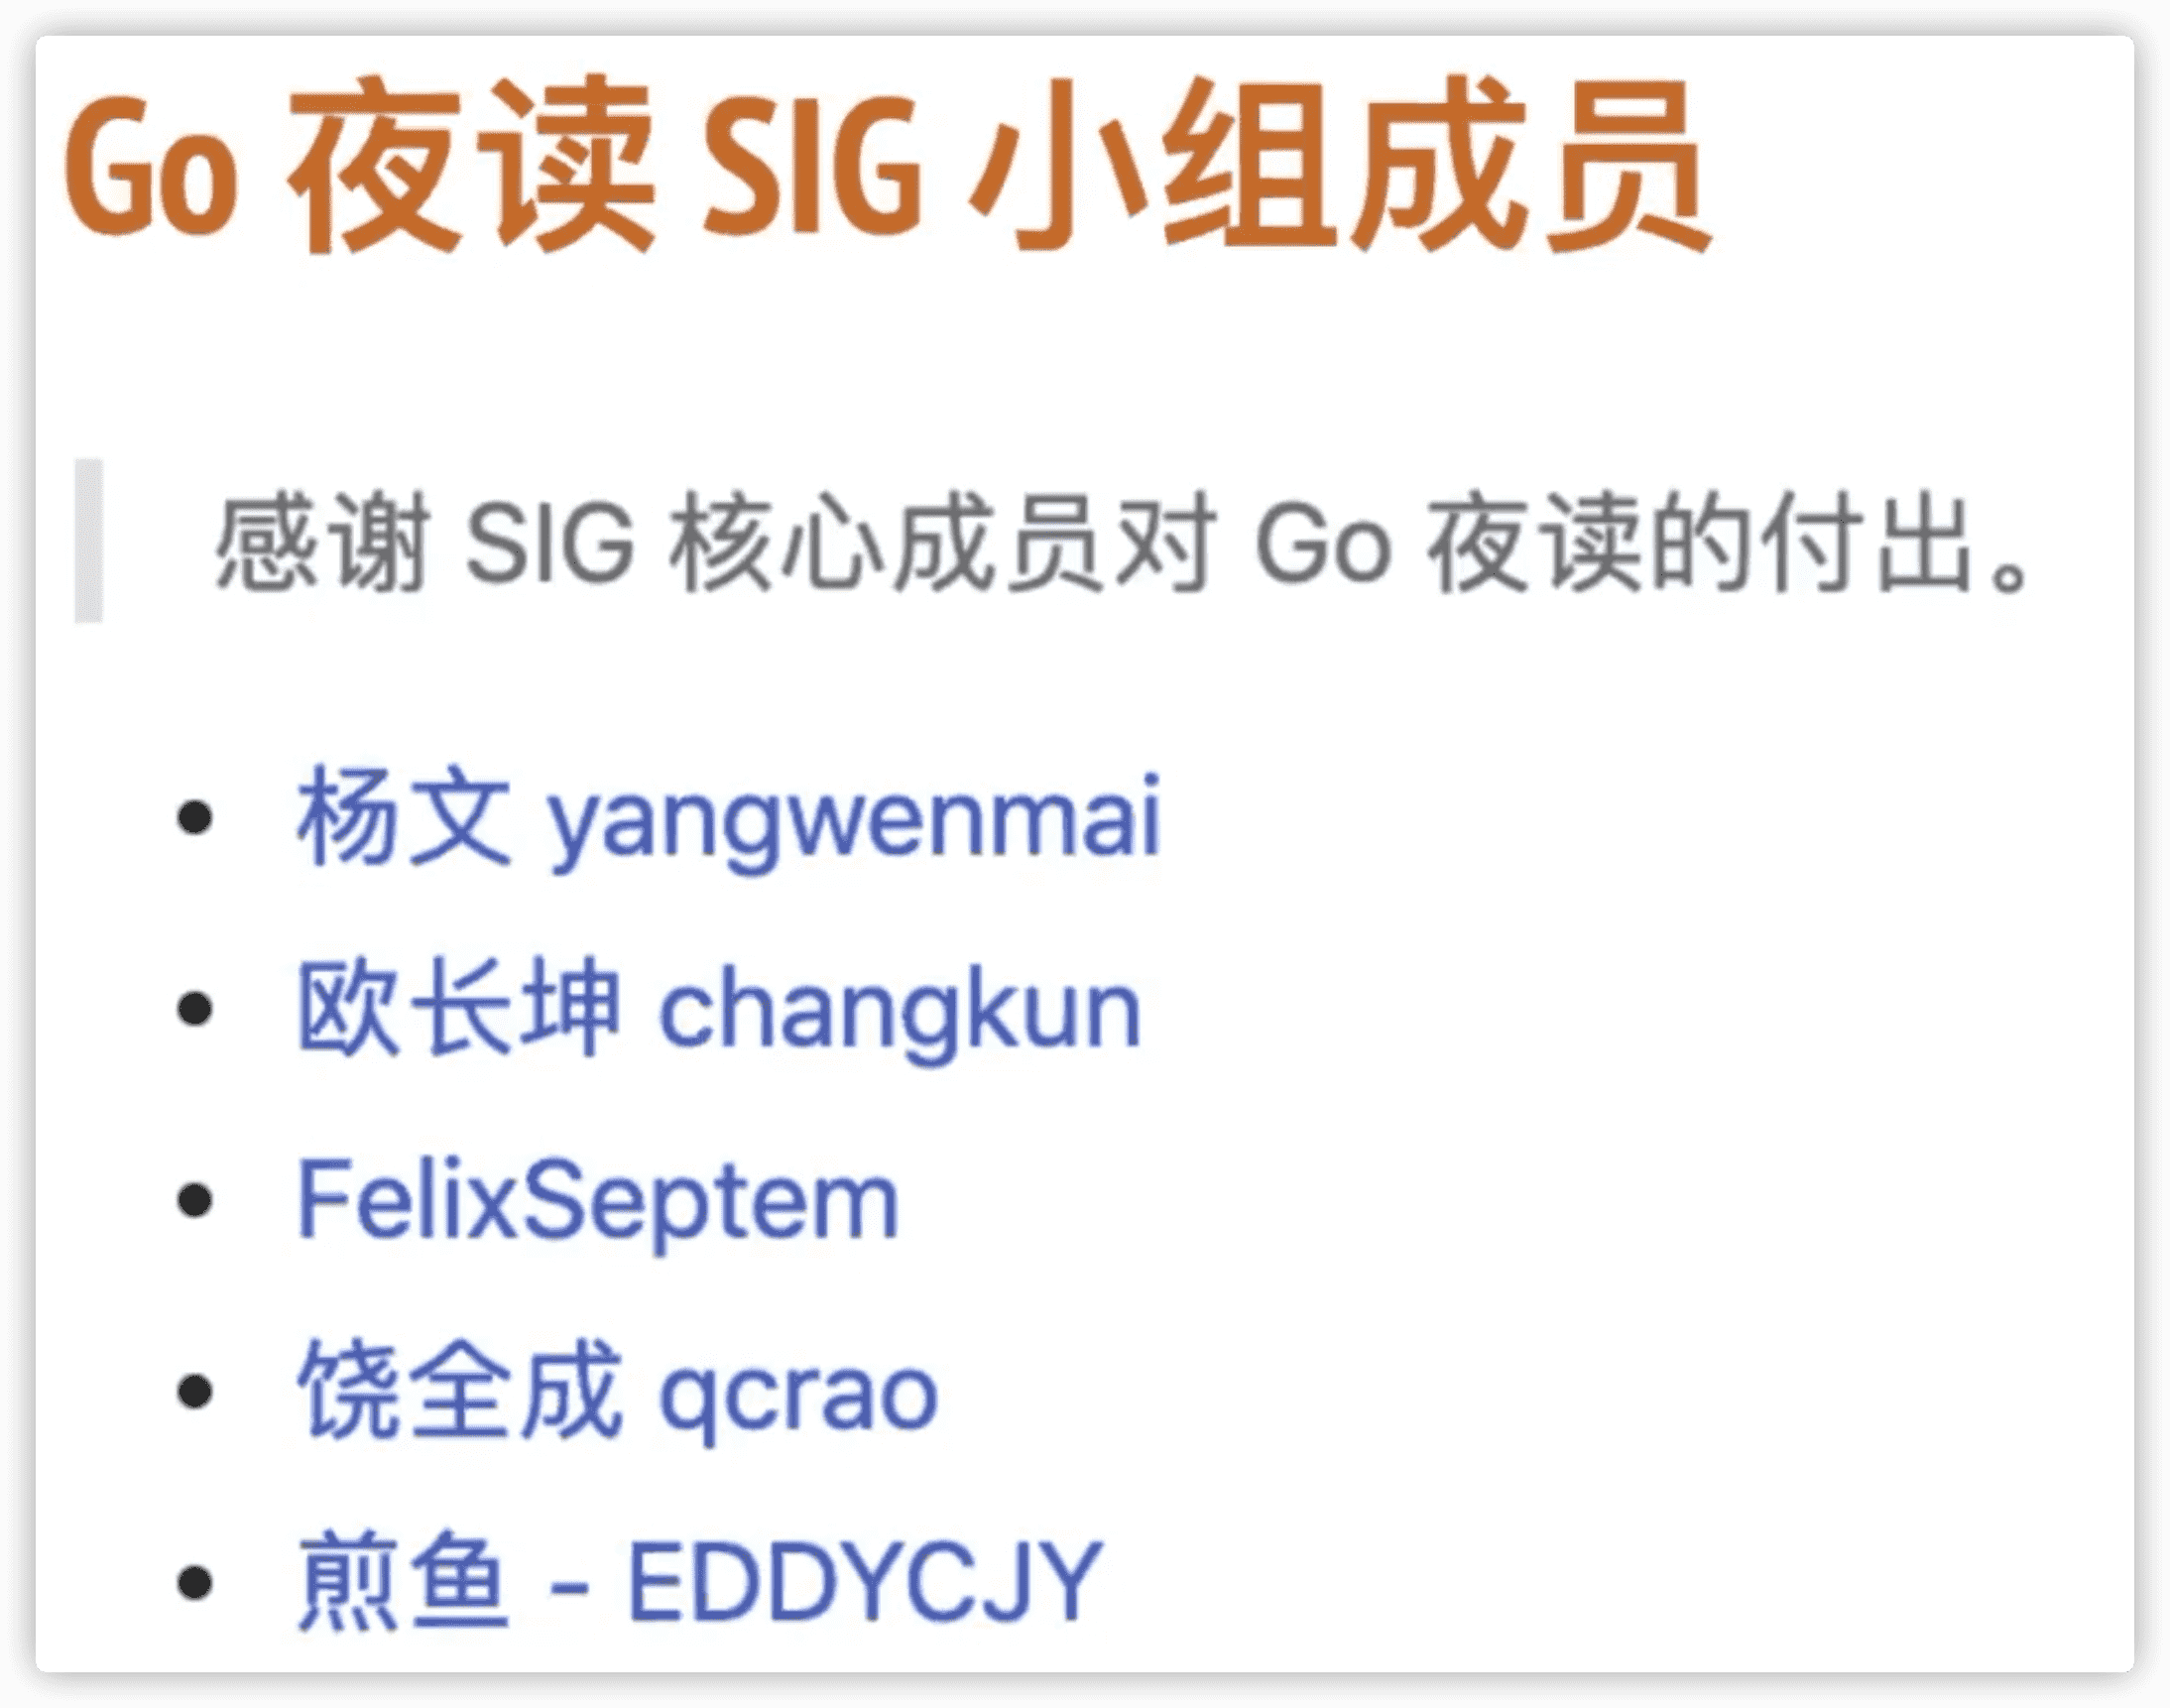 Go 夜读 SIG 小组成员
感谢 SIG 核心成员对 Go 夜读的付出。
杨文 yangwenmai
欧长坤 changkun
FelixSeptem
饶全成 qcrao
煎鱼 - EDDYCJY